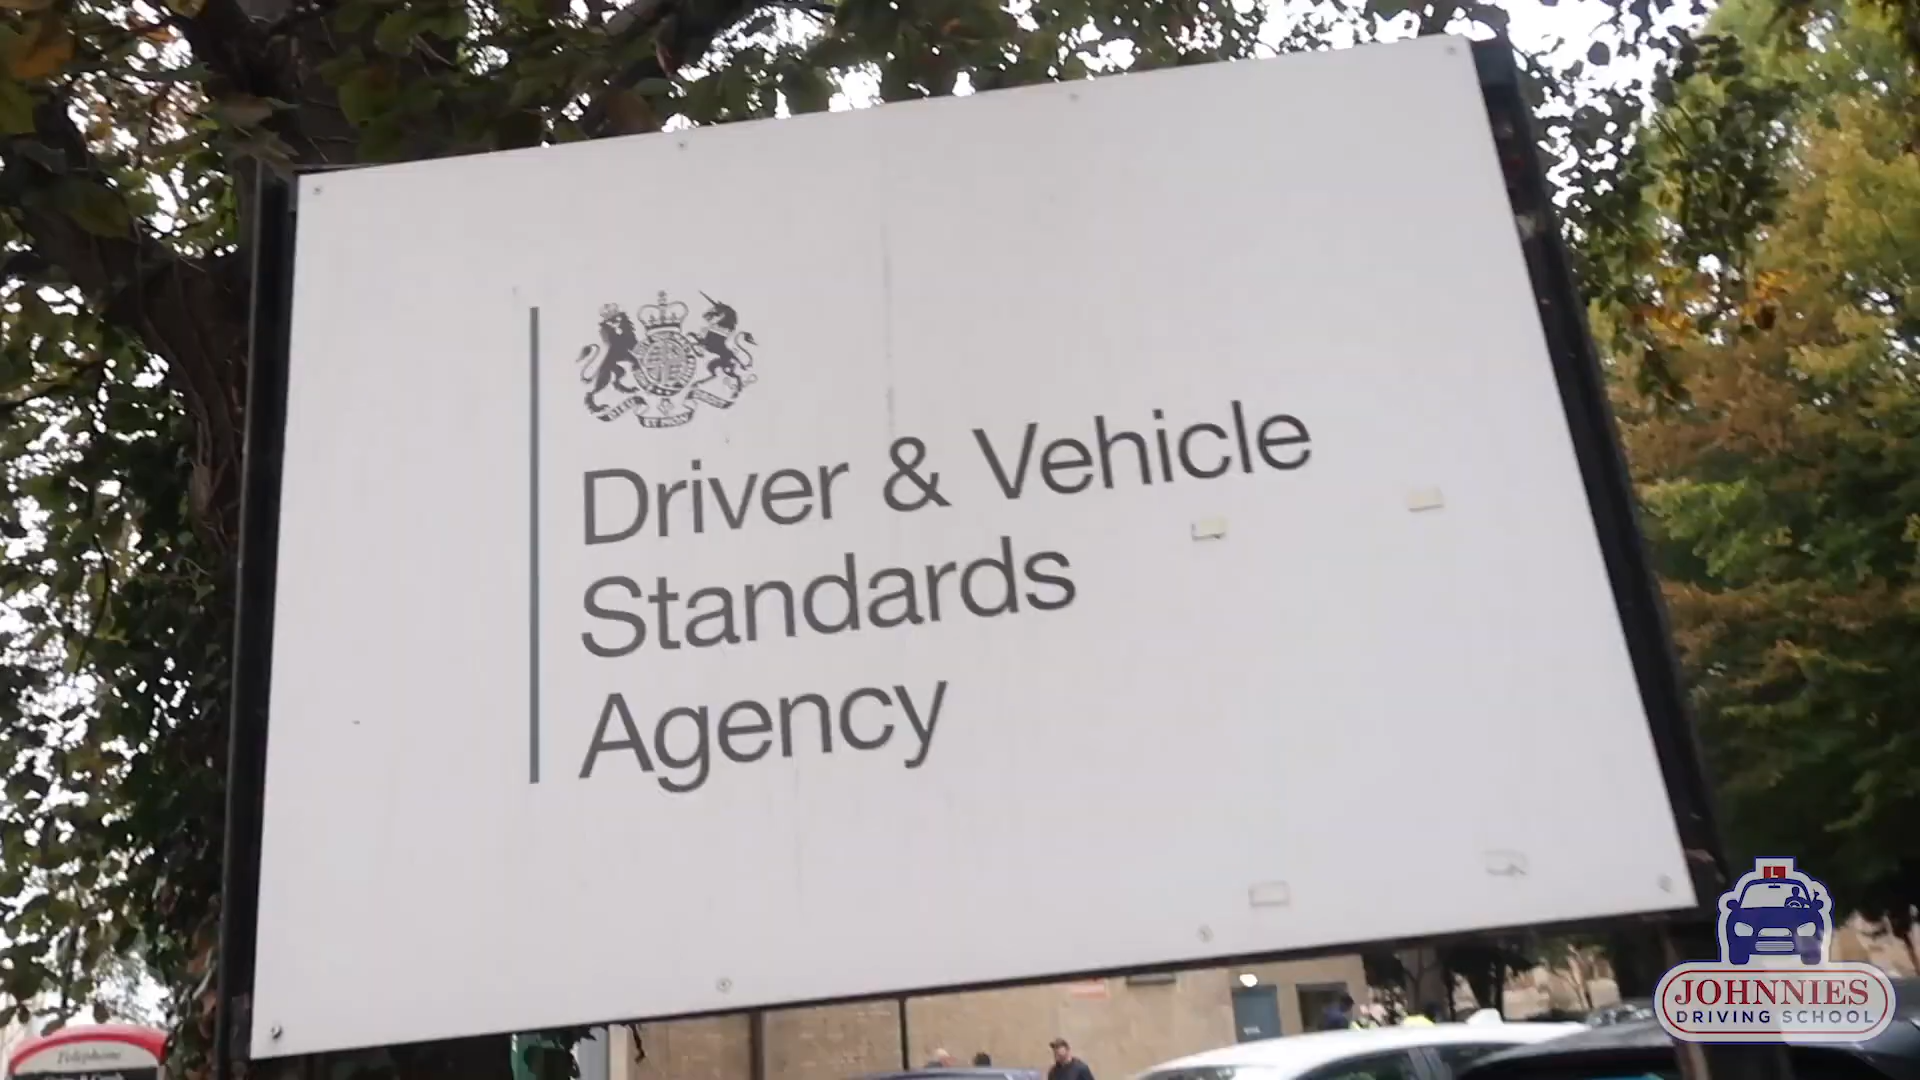 Driver & Vehicle
Standards
Agency
Telephone
L
JOHNNIES
DRIVING SCHOOL